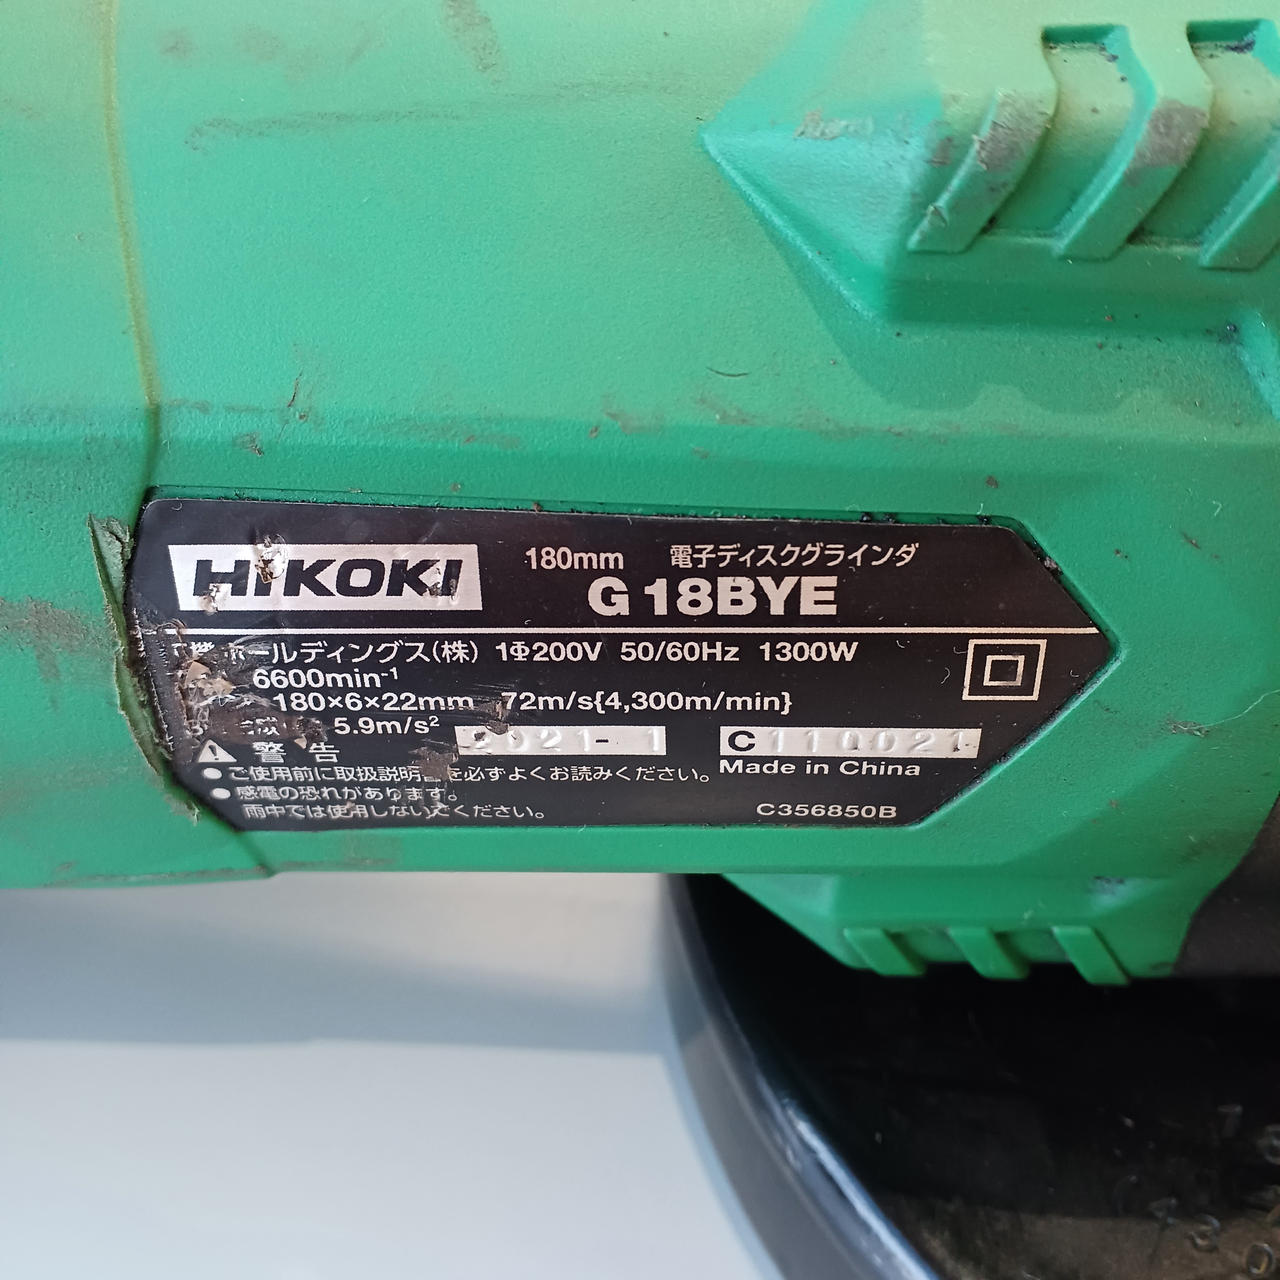 HIKOKI
180mm 電子ディスクグラインダ
G 18BYE
機ホールディングス(株) 1Φ200V 50/60Hz 1300W
6600min⁻¹
180×6×22mm 72m/s{4,300m/min}
5.9m/s²
警告 2021- 1 C110021
ご使用前に取扱説明書を必ずよくお読みください。 Made in China
感電の恐れがあります。
雨中では使用しないでください。 C356850B